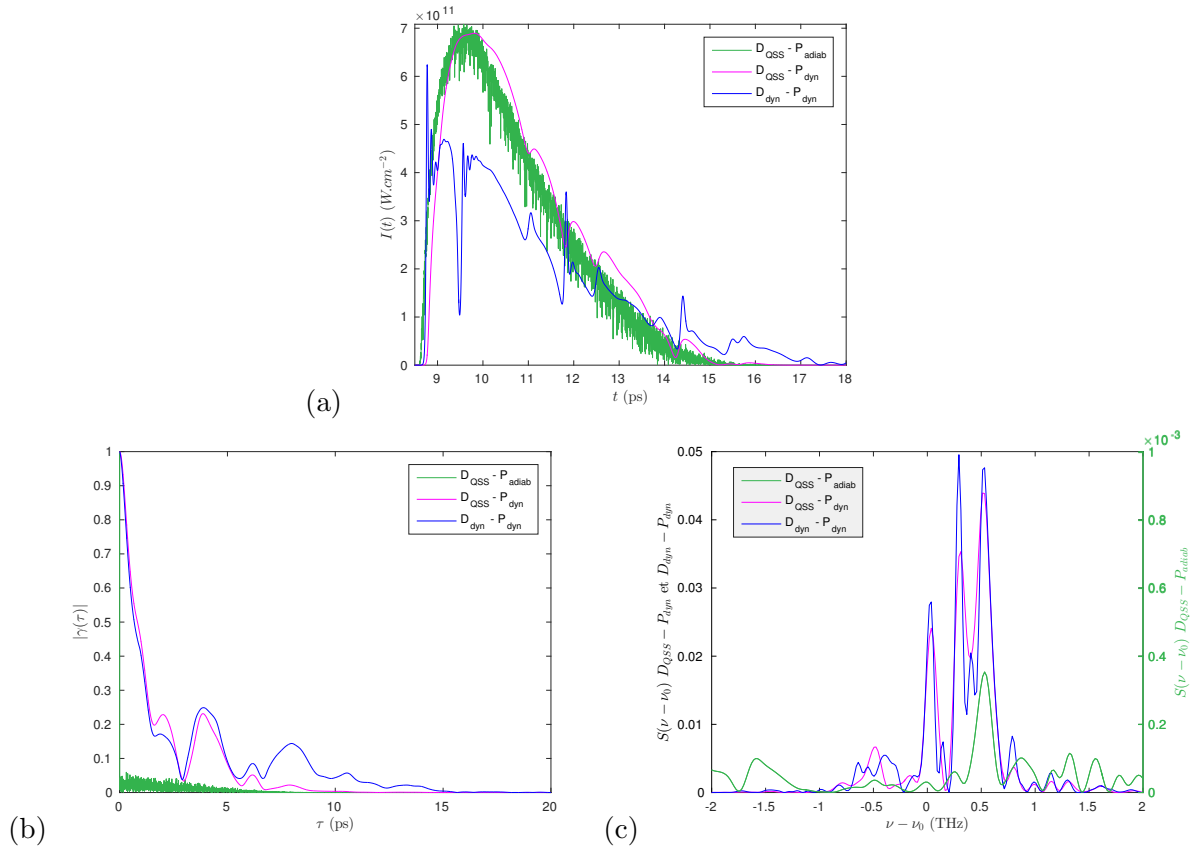 × 10^11
7
6
5
4
3
2
1
0
I(t) (W.cm^-2)
D_QSS - P_adiab
D_QSS - P_dyn
D_dyn - P_dyn
9 10 11 12 13 14 15 16 17 18
t (ps)
(a)
1
0.9
0.8
0.7
0.6
0.5
0.4
0.3
0.2
0.1
0
|γ(τ)|
D_QSS - P_adiab
D_QSS - P_dyn
D_dyn - P_dyn
0 5 10 15 20
τ (ps)
(b)
0.05
0.04
0.03
0.02
0.01
0
S(ν − ν_0) D_QSS − P_dyn et D_dyn − P_dyn
D_QSS - P_adiab
D_QSS - P_dyn
D_dyn - P_dyn
×10^-3
1
0.8
0.6
0.4
0.2
0
S(ν − ν_0) D_QSS − P_adiab
-2 -1.5 -1 -0.5 0 0.5 1 1.5 2
ν − ν_0 (THz)
(c)